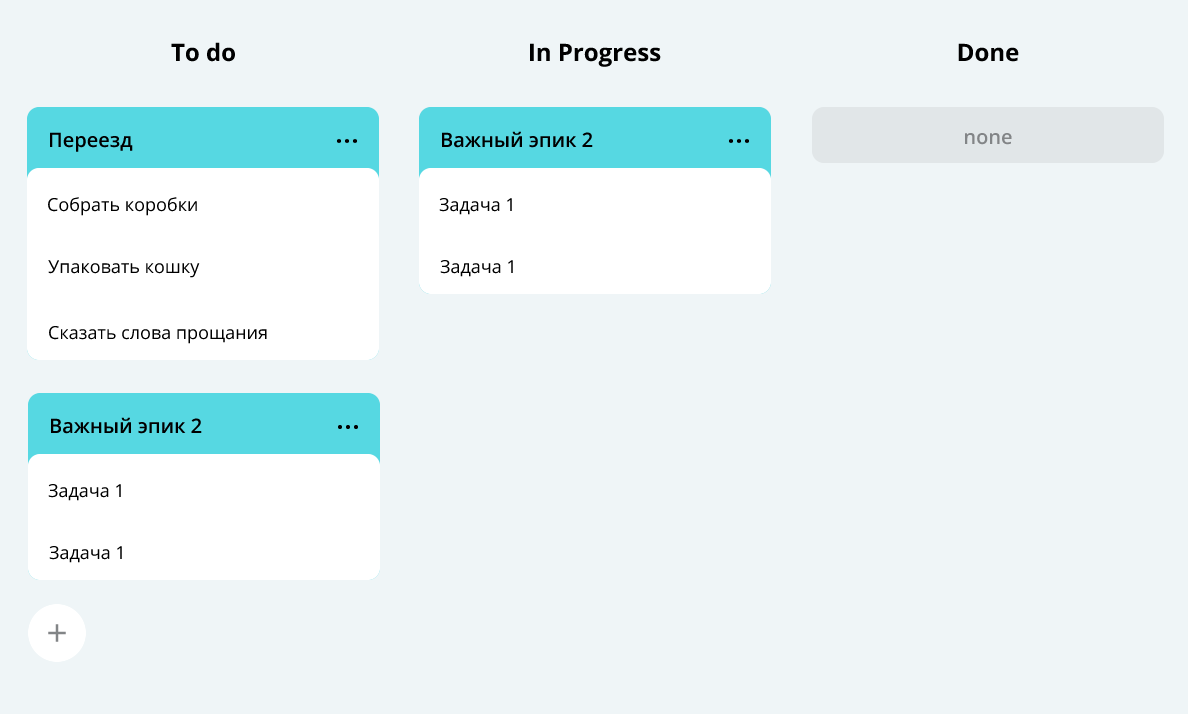 To do
Переезд
Собрать коробки
Упаковать кошку
Сказать слова прощания
Важный эпик 2
Задача 1
Задача 1
In Progress
Важный эпик 2
Задача 1
Задача 1
Done
none